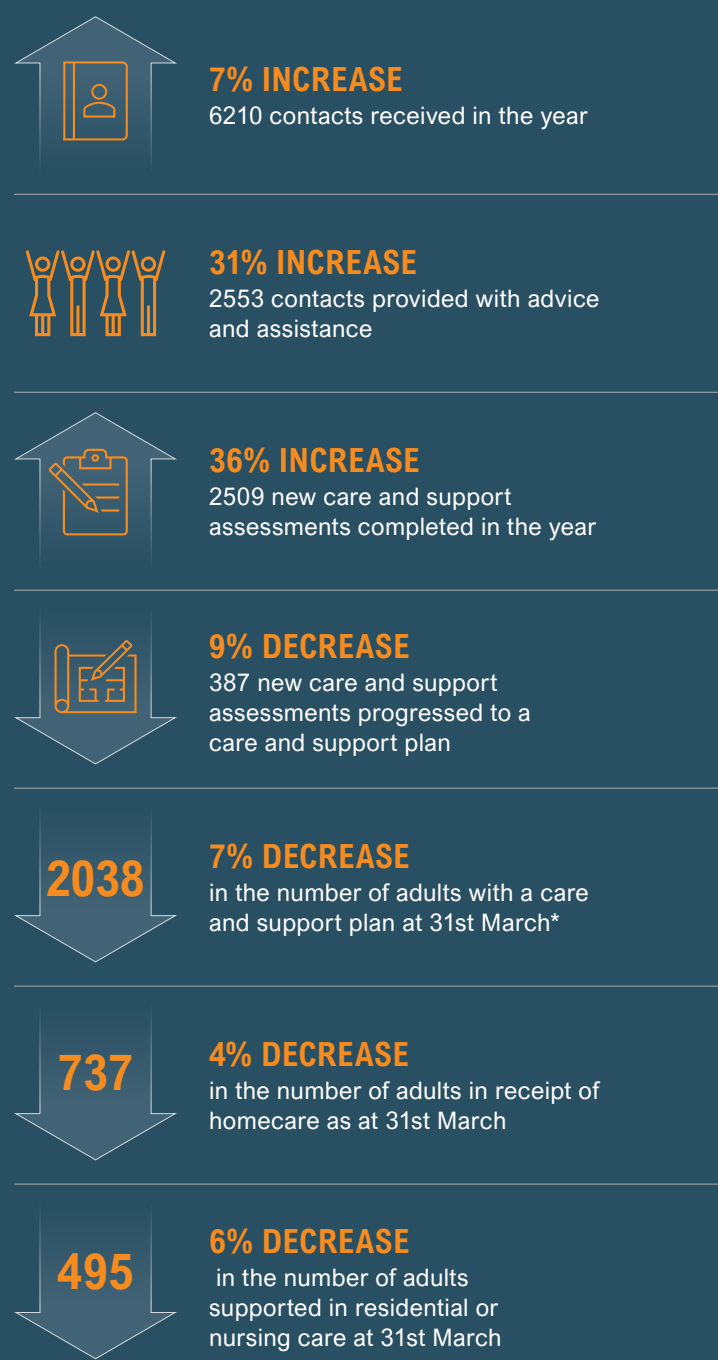 7% INCREASE
6210 contacts received in the year
31% INCREASE
2553 contacts provided with advice
and assistance
36% INCREASE
2509 new care and support
assessments completed in the year
9% DECREASE
387 new care and support
assessments progressed to a
care and support plan
2038
7% DECREASE
in the number of adults with a care
and support plan at 31st March*
737
4% DECREASE
in the number of adults in receipt of
homecare as at 31st March
495
6% DECREASE
in the number of adults
supported in residential or
nursing care at 31st March